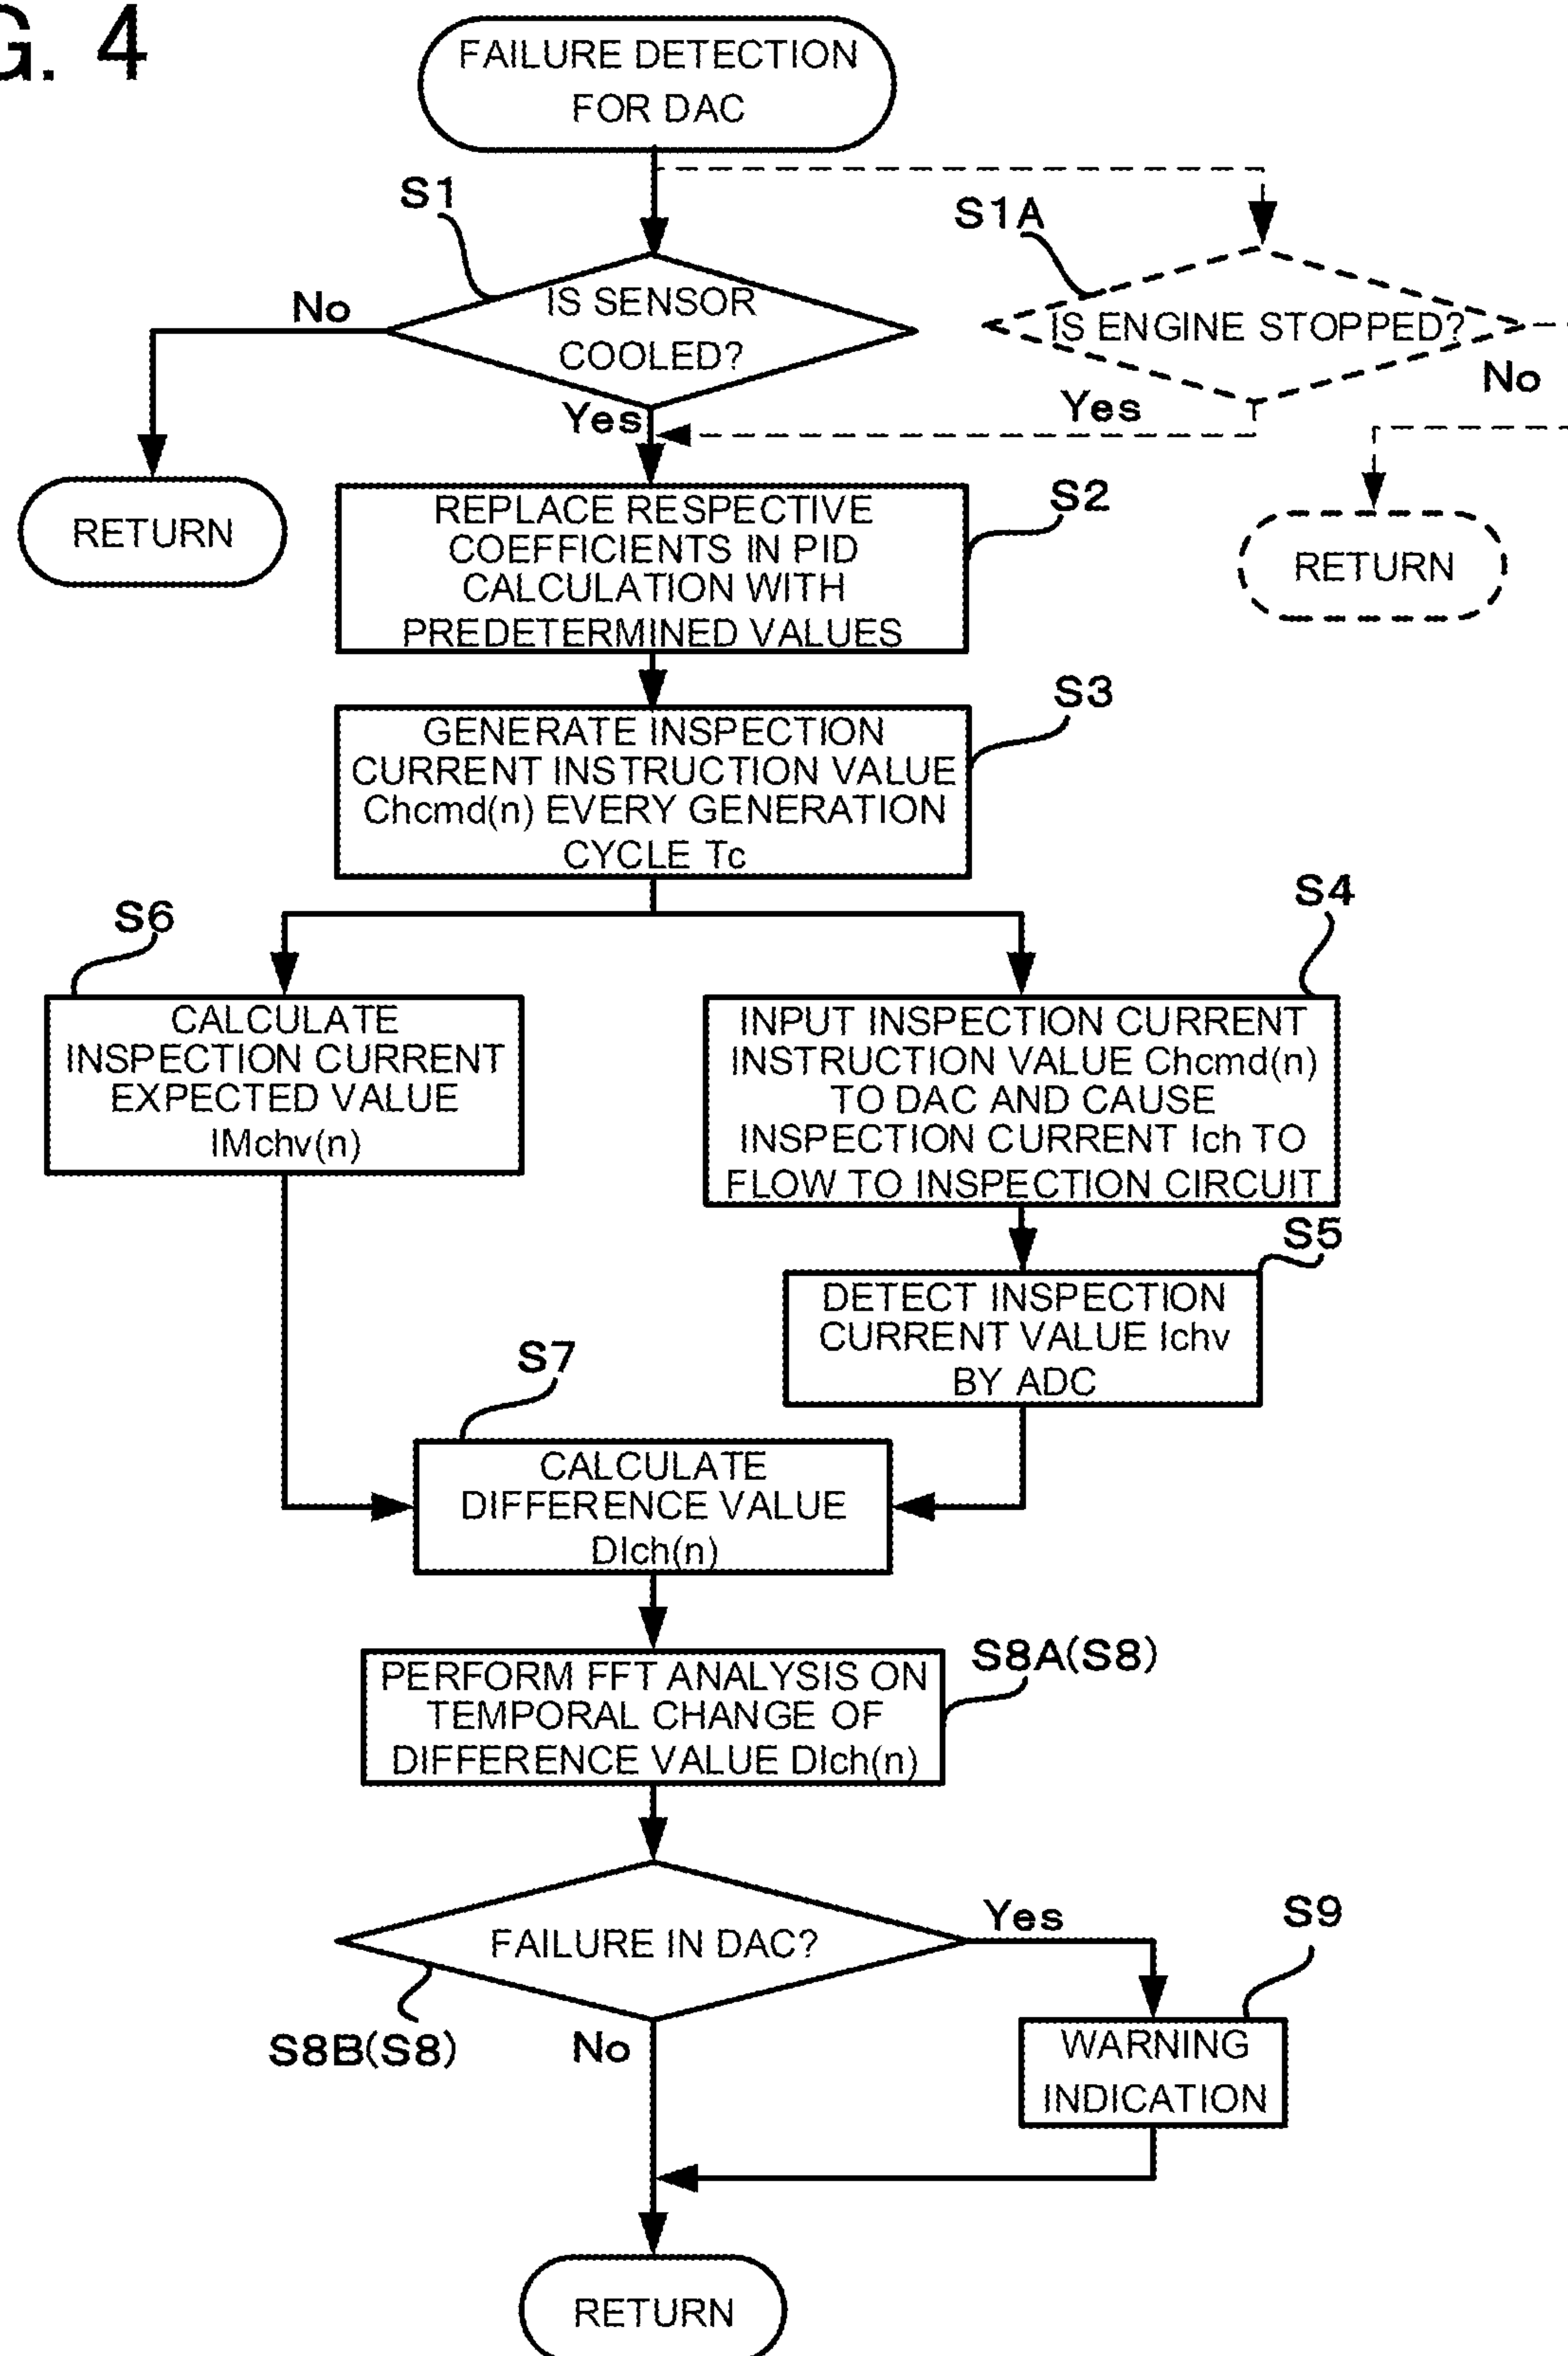 G. 4
FAILURE DETECTION
FOR DAC
S1
S1A
IS SENSOR
COOLED?
No
IS ENGINE STOPPED?
No
Yes
Yes
RETURN
RETURN
REPLACE RESPECTIVE
COEFFICIENTS IN PID
CALCULATION WITH
PREDETERMINED VALUES
S2
S3
GENERATE INSPECTION
CURRENT INSTRUCTION VALUE
Chcmd(n) EVERY GENERATION
CYCLE Tc
S6
S4
CALCULATE
INSPECTION CURRENT
EXPECTED VALUE
IMchv(n)
INPUT INSPECTION CURRENT
INSTRUCTION VALUE Chcmd(n)
TO DAC AND CAUSE
INSPECTION CURRENT Ich TO
FLOW TO INSPECTION CIRCUIT
S5
DETECT INSPECTION
CURRENT VALUE Ichv
BY ADC
S7
CALCULATE
DIFFERENCE VALUE
DIch(n)
S8A(S8)
PERFORM FFT ANALYSIS ON
TEMPORAL CHANGE OF
DIFFERENCE VALUE DIch(n)
FAILURE IN DAC?
Yes
S9
S8B(S8)
No
WARNING
INDICATION
RETURN